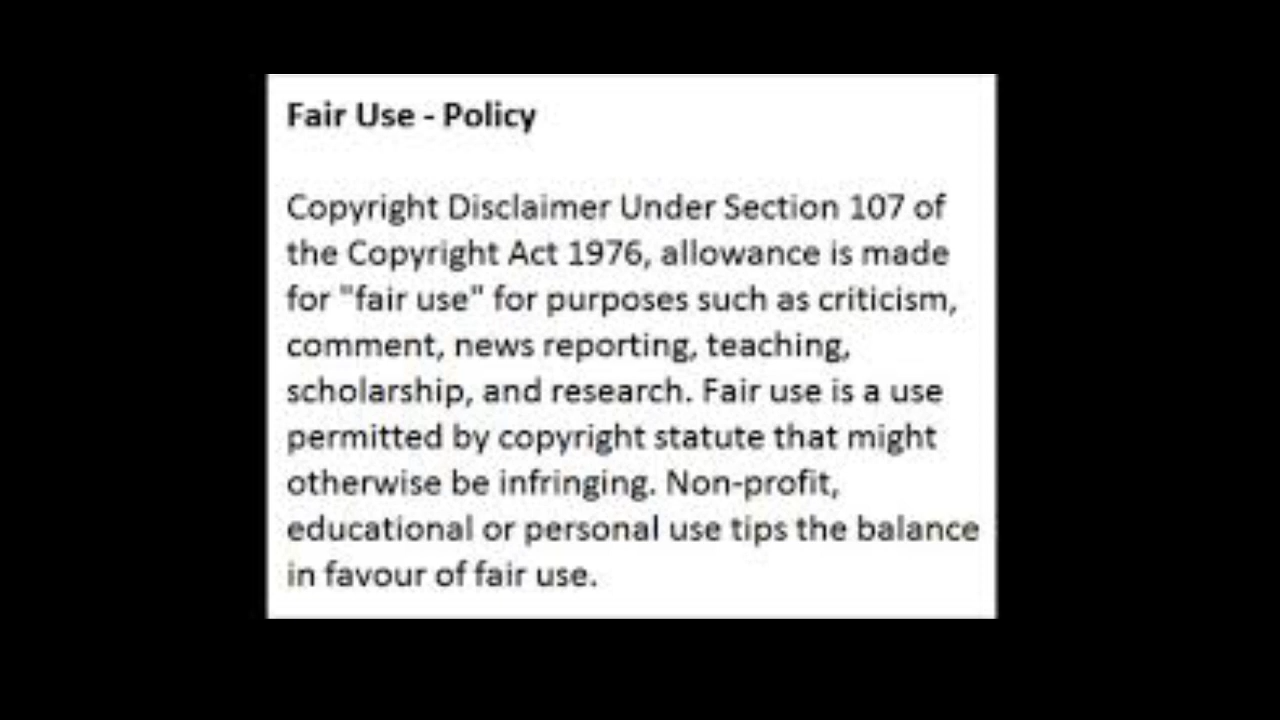 Fair Use - Policy
Copyright Disclaimer Under Section 107 of
the Copyright Act 1976, allowance is made
for "fair use" for purposes such as criticism,
comment, news reporting, teaching,
scholarship, and research. Fair use is a use
permitted by copyright statute that might
otherwise be infringing. Non-profit,
educational or personal use tips the balance
in favour of fair use.